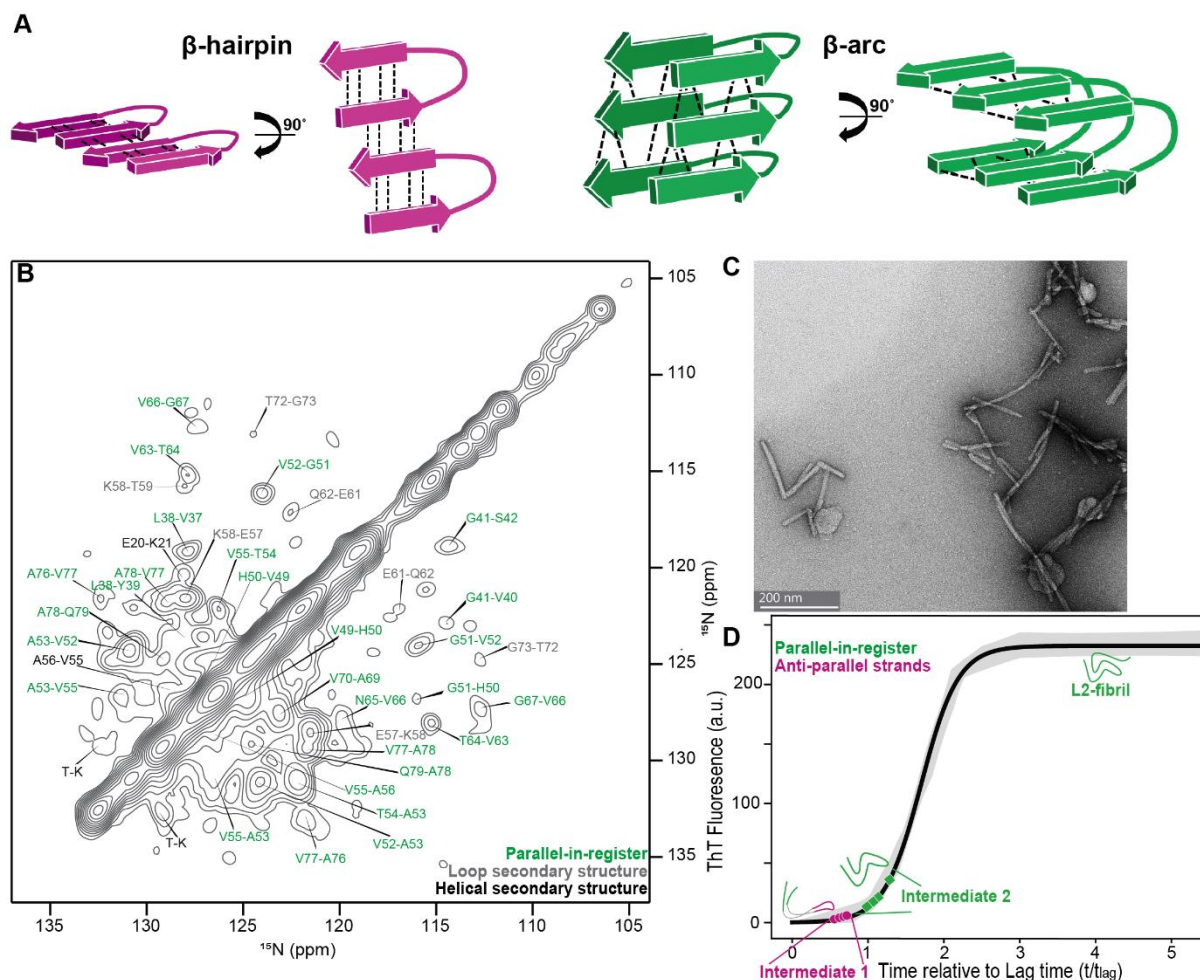 A
β-hairpin
90°
β-arc
90°
B
V66-G67
T72-G73
V63-T64
V52-G51
K58-T59
Q62-E61
L38-V37
G41-S42
E20-K21
K58-E57
A76-V77
A78-V77
V55-T54
L38-Y39
H50-V49
E61-Q62
A78-Q79
G41-V40
A53-V52
V49-H50
G51-V52
A56-V55
G73-T72
A53-V55
V70-A69
N65-V66
G51-H50
G67-V66
T-K
E57-K58
T64-V63
V77-A78
Q79-A78
V55-A56
T54-A53
T-K
V55-A53
V52-A53
V77-A76
Parallel-in-register
Loop secondary structure
Helical secondary structure
105
110
115
120
125
130
135
¹⁵N (ppm)
135
130
125
120
115
110
105
¹⁵N (ppm)
C
200 nm
D
Parallel-in-register
Anti-parallel strands
L2-fibril
Intermediate 2
Intermediate 1
ThT Fluoresence (a.u.)
200
100
0
0
1
2
3
4
5
Time relative to Lag time (t/tlag)